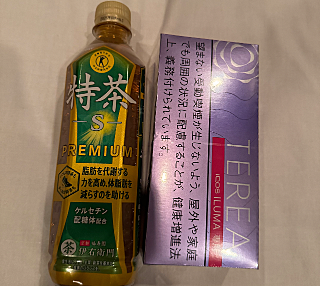 特茶
S
PREMIUM
脂肪を代謝する
力を高め、体脂肪を
減らすのを助ける
ケルセチン
配糖体配合
茶
伊右衛門
望まない受動喫煙が生じないよう、屋外や家庭
でも周囲の状況に配慮することが、健康増進法
上、義務付けられています。
TEREA
IQOS ILUMA 専用